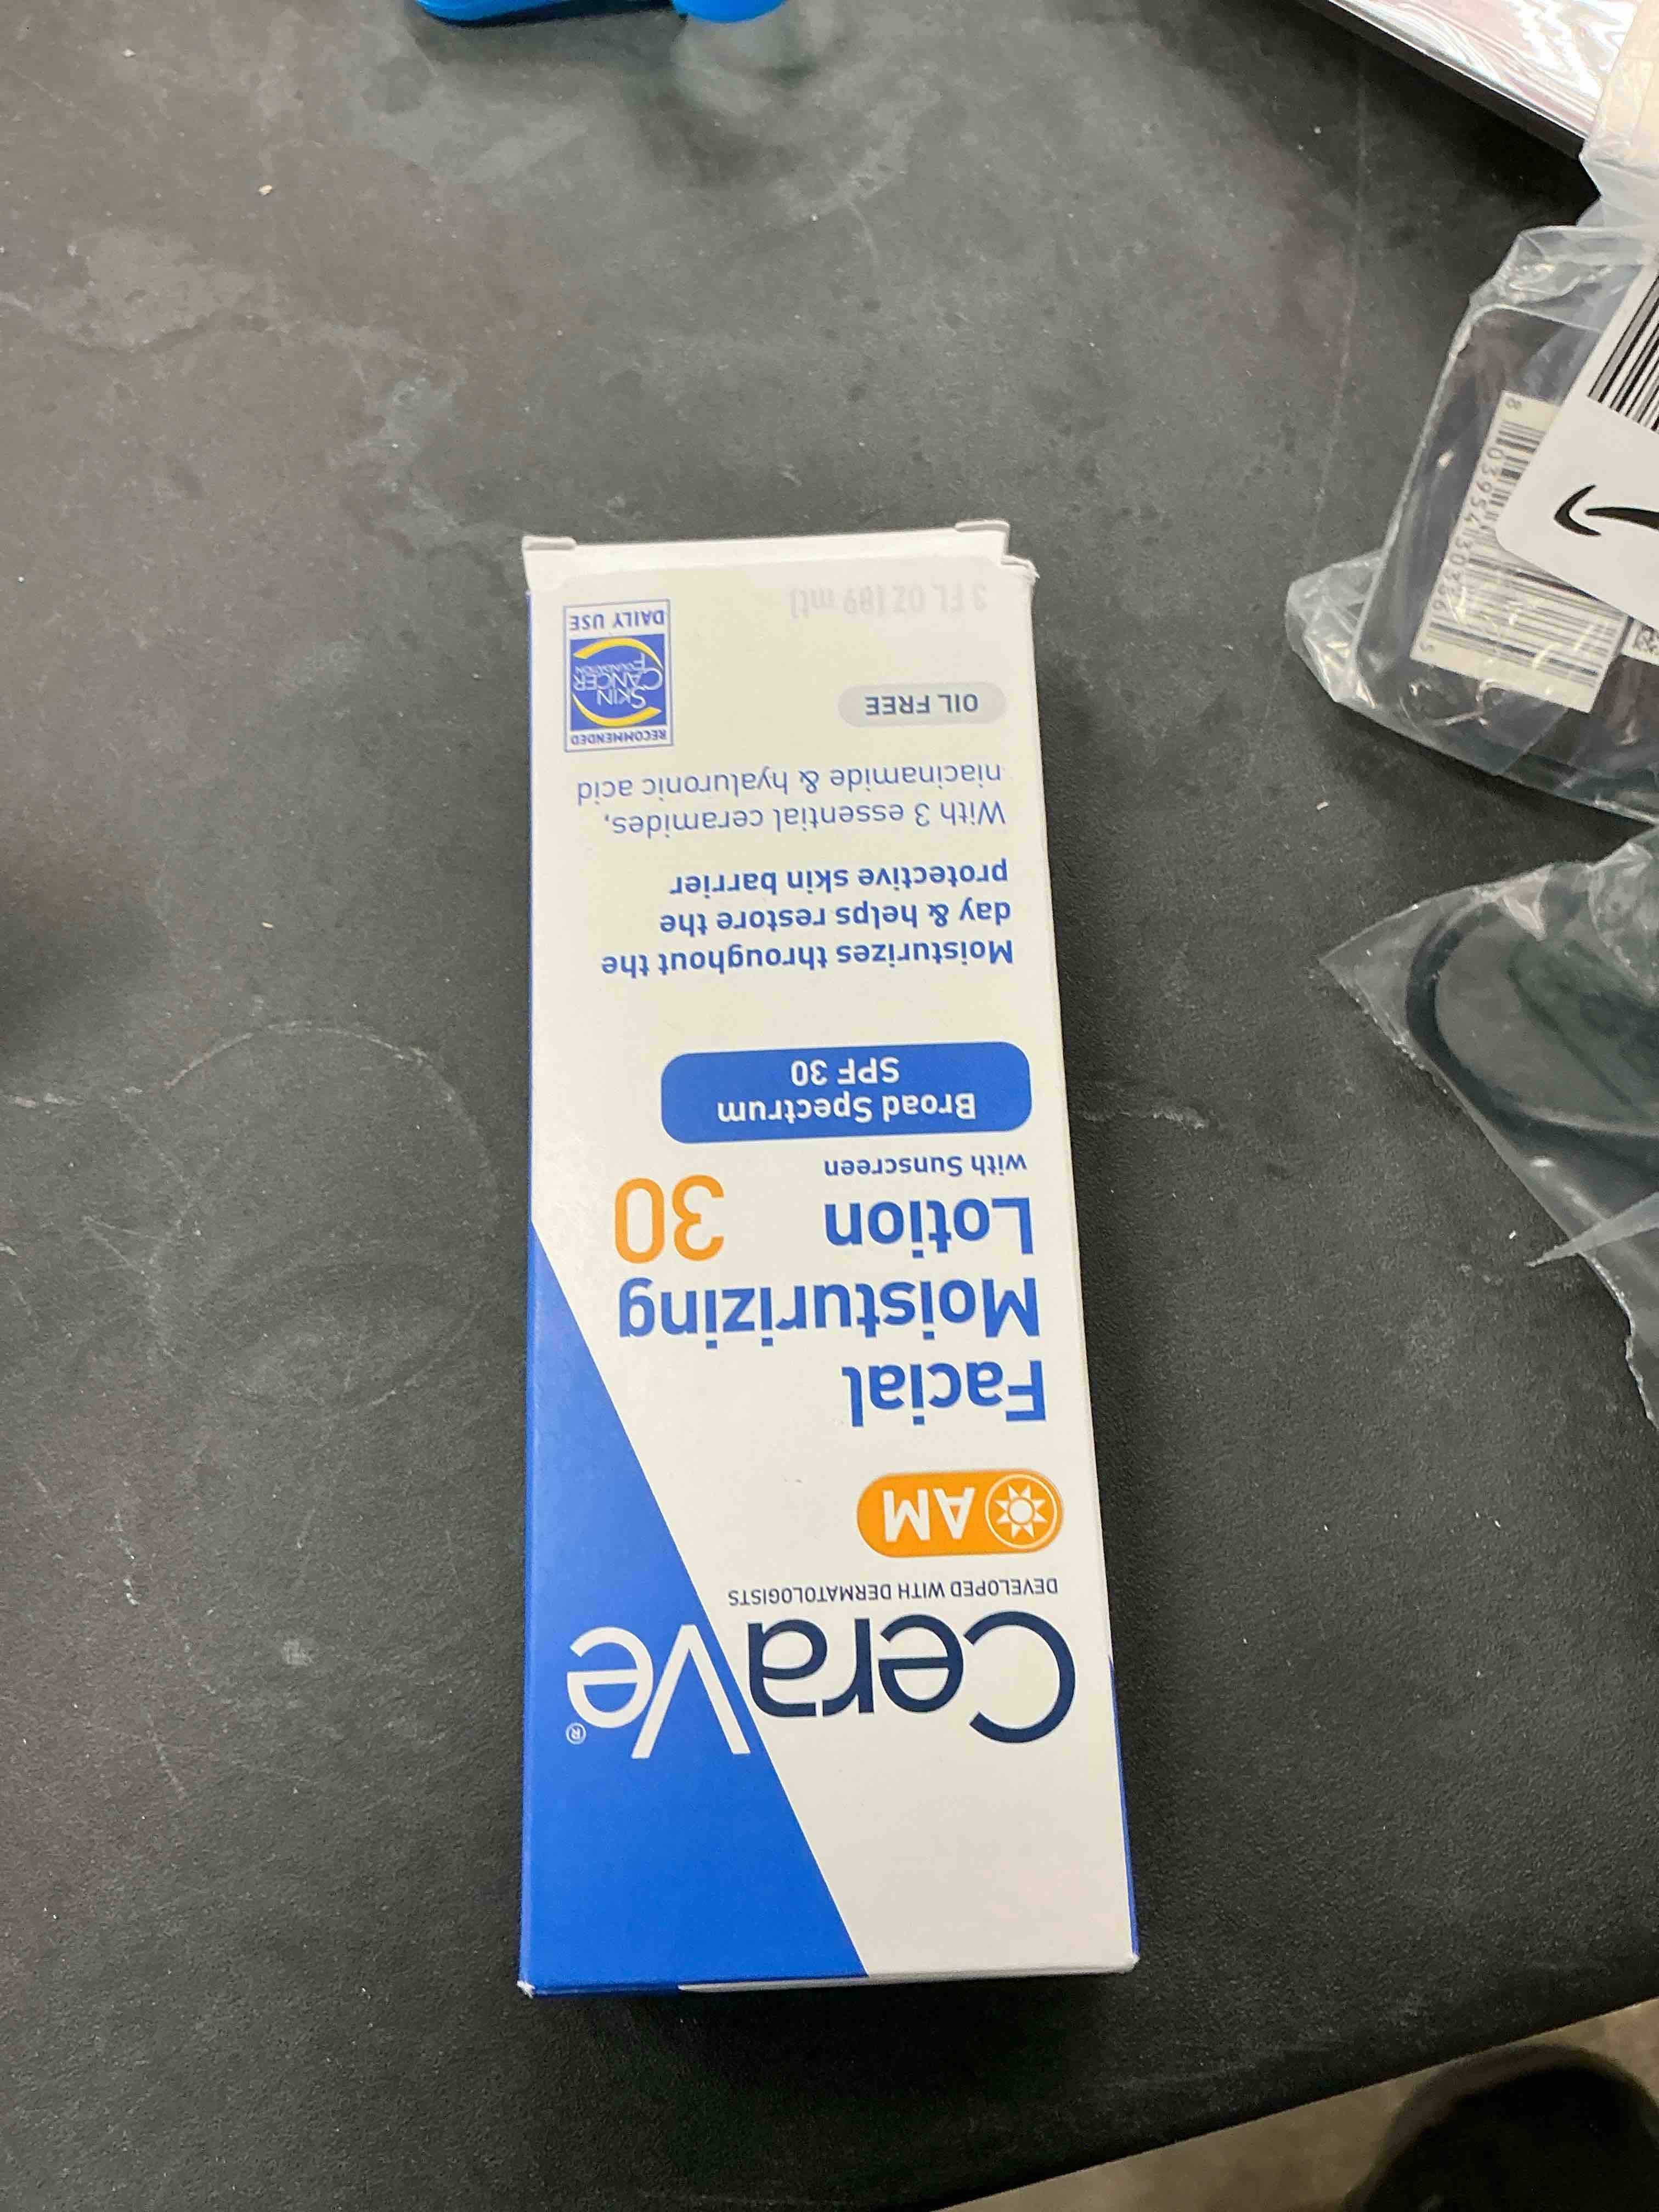 CeraVe®
DEVELOPED WITH DERMATOLOGISTS
AM
Facial
Moisturizing
Lotion 30
with Sunscreen
Broad Spectrum
SPF 30
Moisturizes throughout the
day & helps restore the
protective skin barrier
With 3 essential ceramides,
niacinamide & hyaluronic acid
OIL FREE
3 FL OZ (89 mL)
RECOMMENDED
SKIN
CANCER
FOUNDATION
DAILY USE